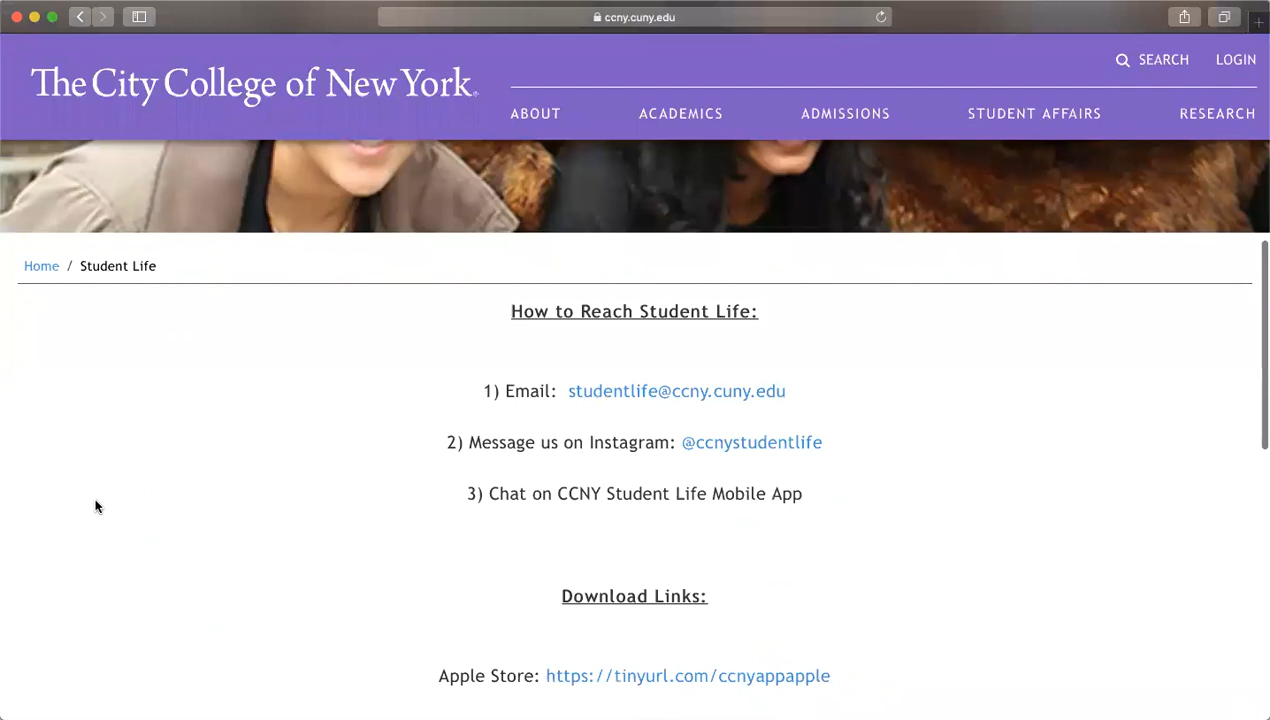 ccny.cuny.edu
SEARCH LOGIN
The City College of New York
ABOUT ACADEMICS ADMISSIONS STUDENT AFFAIRS RESEARCH
Home / Student Life
How to Reach Student Life:
1) Email: studentlife@ccny.cuny.edu
2) Message us on Instagram: @ccnystudentlife
3) Chat on CCNY Student Life Mobile App
Download Links:
Apple Store: https://tinyurl.com/ccnyappapple